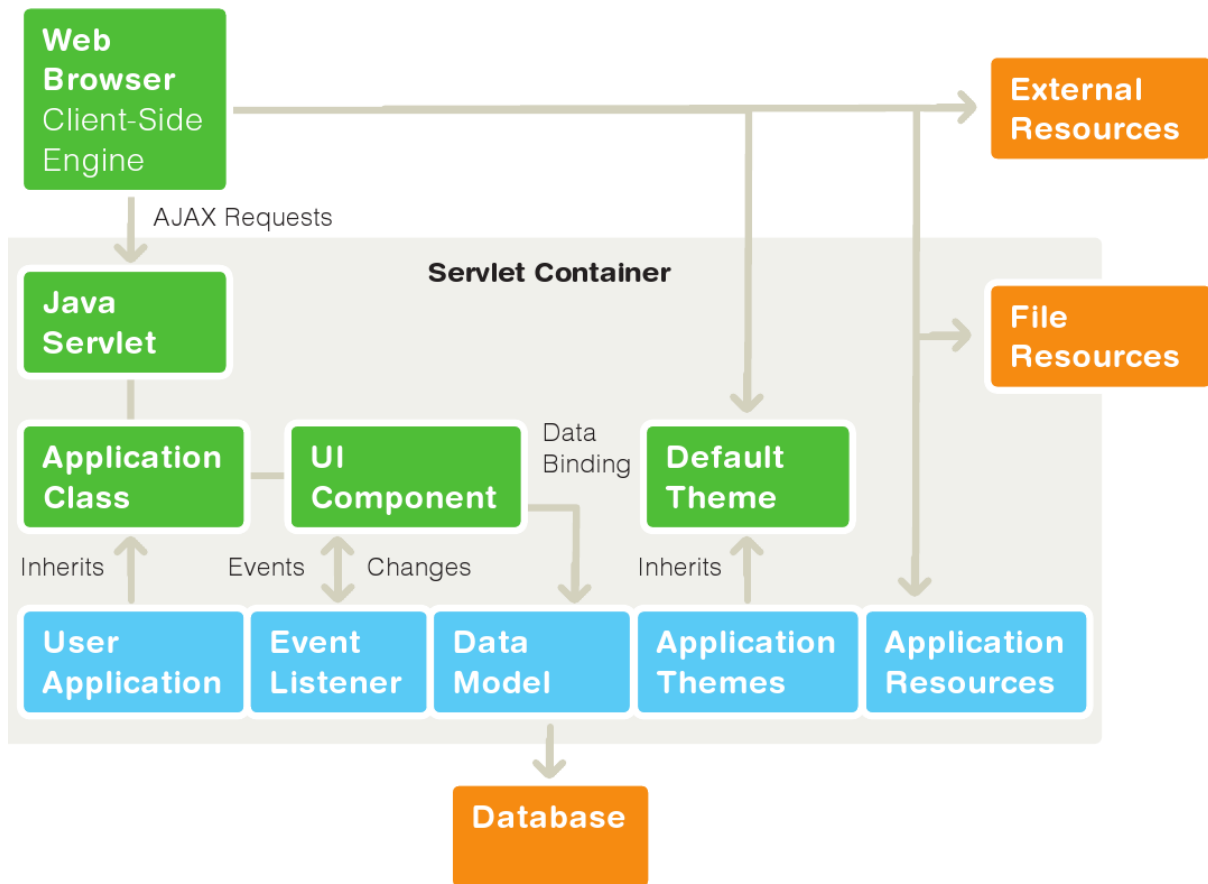 Web
Browser
Client-Side
Engine
External
Resources
AJAX Requests
Servlet Container
Java
Servlet
File
Resources
Application
Class
UI
Component
Data
Binding
Default
Theme
Inherits
Events
Changes
Inherits
User
Application
Event
Listener
Data
Model
Application
Themes
Application
Resources
Database